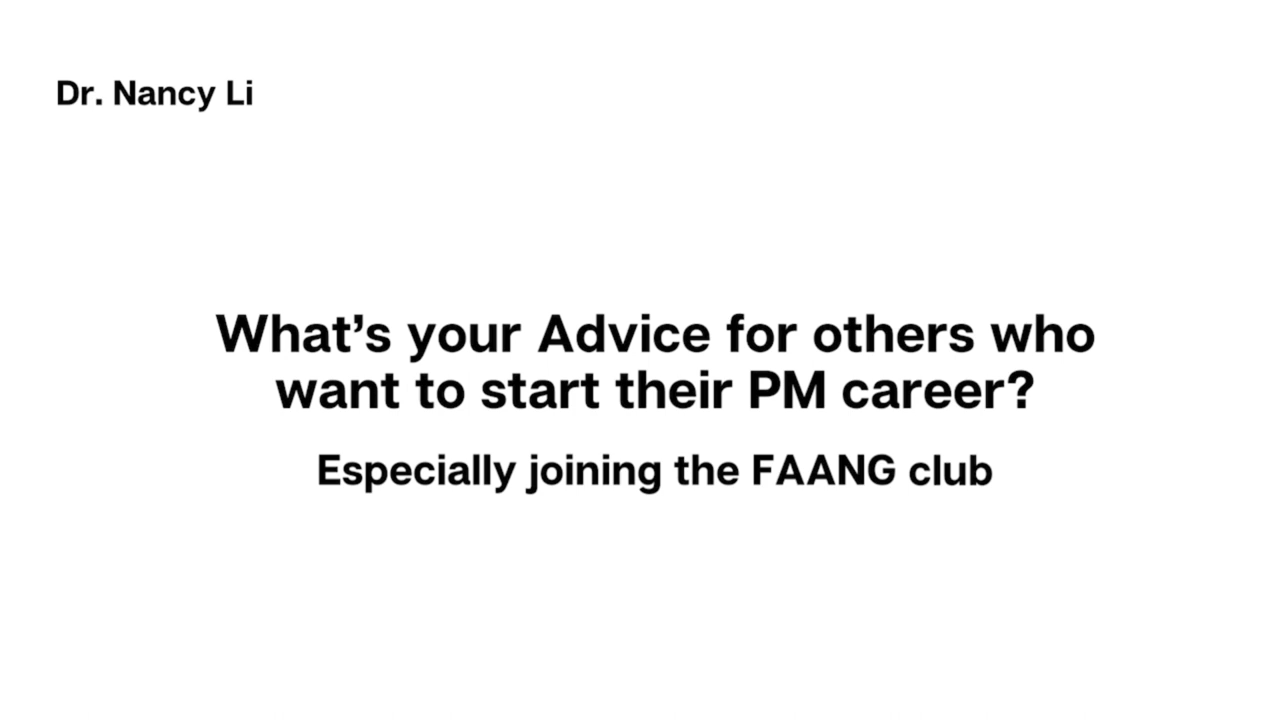 Dr. Nancy Li
What’s your Advice for others who
want to start their PM career?
Especially joining the FAANG club